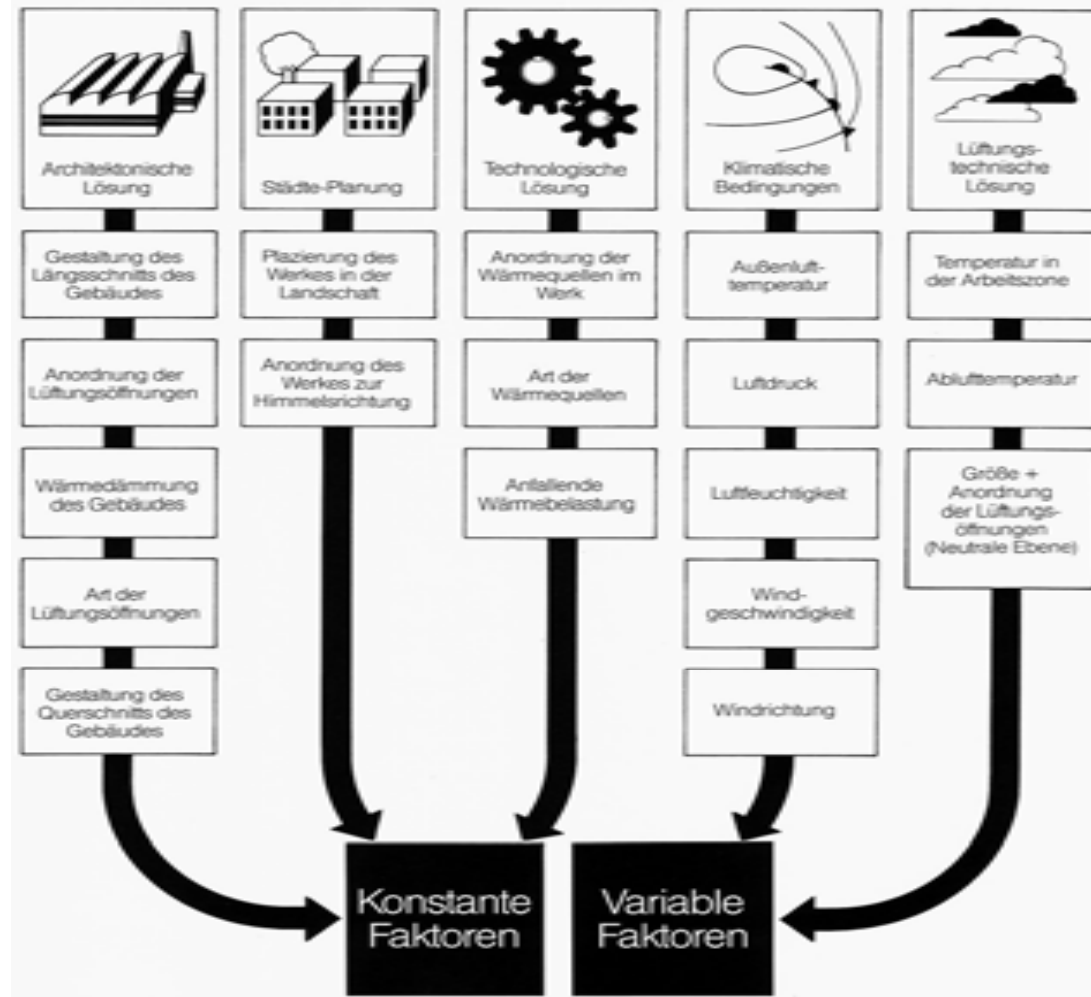 Architektonische
Lösung
Gestaltung des
Längsschnitts des
Gebäudes
Anordnung der
Lüftungsöffnungen
Wärmedämmung
des Gebäudes
Art der
Lüftungsöffnungen
Gestaltung des
Querschnitts des
Gebäudes
Städte-Planung
Plazierung des
Werkes in der
Landschaft
Anordnung des
Werkes zur
Himmelsrichtung
Technologische
Lösung
Anordnung der
Wärmequellen im
Werk
Art der
Wärmequellen
Anfallende
Wärmebelastung
Klimatische
Bedingungen
Außenluft-
temperatur
Luftdruck
Luftfeuchtigkeit
Wind-
geschwindigkeit
Windrichtung
Lüftungs-
technische
Lösung
Temperatur in
der Arbeitszone
Ablufttemperatur
Größe +
Anordnung
der Lüftungs-
öffnungen
(Neutrale Ebene)
Konstante
Faktoren
Variable
Faktoren